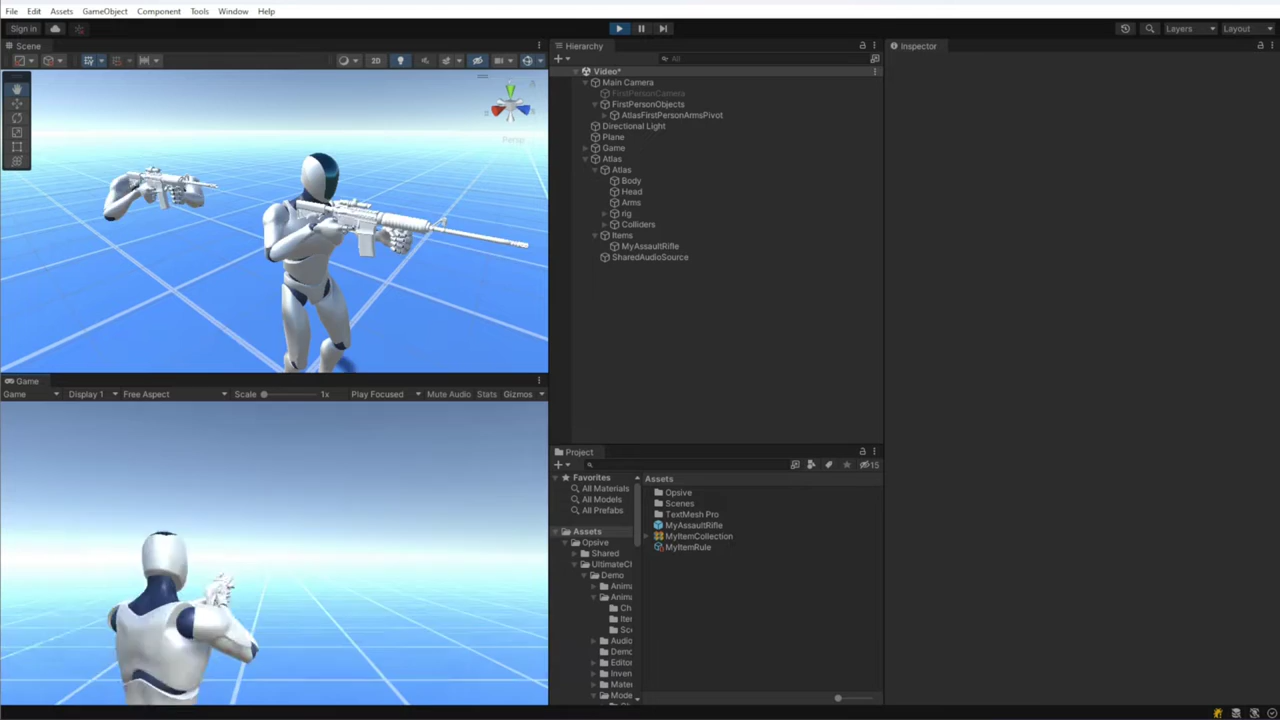 File Edit Assets GameObject Component Tools Window Help
Sign in
Layers Layout
Scene
2D
Persp
Game
Game Display 1 Free Aspect Scale 1x Play Focused Mute Audio Stats Gizmos
Hierarchy
All
Video*
Main Camera
FirstPersonCamera
FirstPersonObjects
AtlasFirstPersonArmsPivot
Directional Light
Plane
Game
Atlas
Atlas
Body
Head
Arms
rig
Colliders
Items
MyAssaultRifle
SharedAudioSource
Project
15
Favorites
All Materials
All Models
All Prefabs
Assets
Opsive
Shared
UltimateCl
Demo
Anima
Anima
Ch
Ite
Sc
Audio
Demo
Editor
Inven
Mater
Mode
Assets
Opsive
Scenes
TextMesh Pro
MyAssaultRifle
MyItemCollection
MyItemRule
Inspector